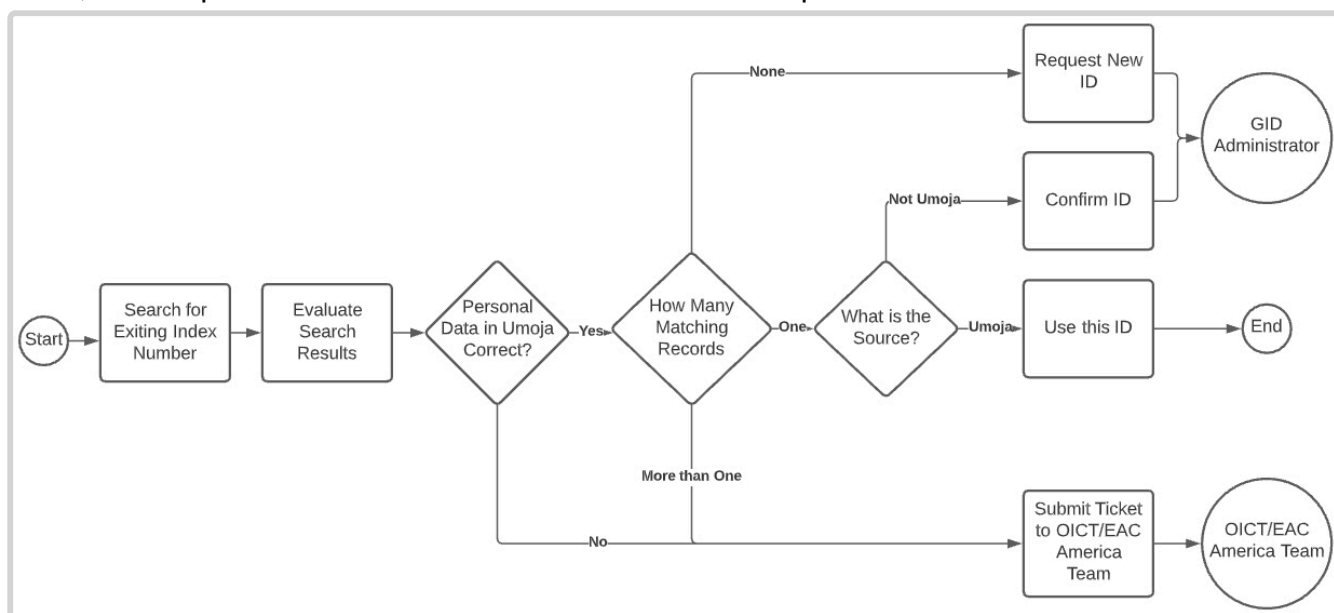 None
Request New
ID
GID
Administrator
Not Umoja
Confirm ID
Start
Search for
Exiting Index
Number
Evaluate
Search
Results
Personal
Data in Umoja
Correct?
Yes
How Many
Matching
Records
One
What is the
Source?
Umoja
Use this ID
End
More than One
No
Submit Ticket
to OICT/EAC
America
Team
OICT/EAC
America Team